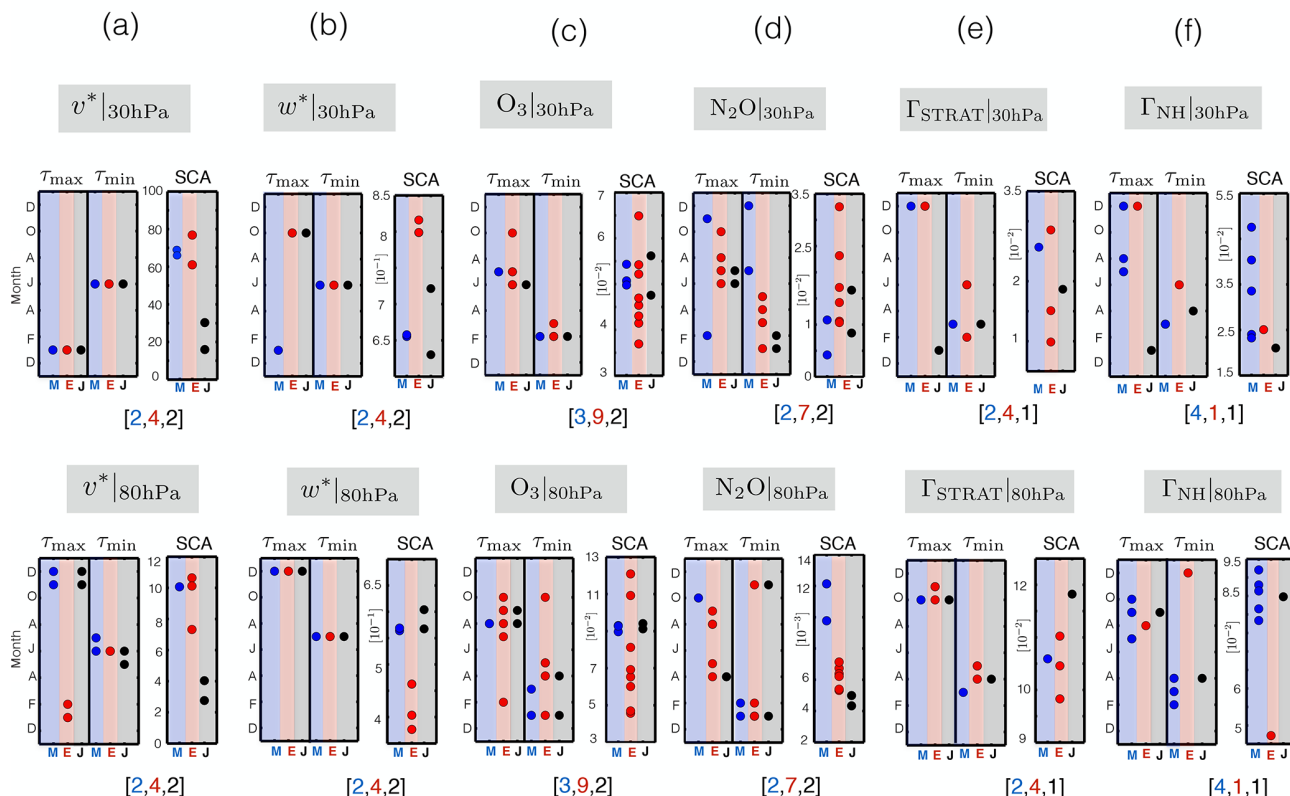 (a) (b) (c) (d) (e) (f)
v*|30hPa w*|30hPa O3|30hPa N2O|30hPa ΓSTRAT|30hPa ΓNH|30hPa
τmax τmin SCA τmax τmin SCA τmax τmin SCA τmax τmin SCA τmax τmin SCA τmax τmin SCA
Month
D O A J A F D
100 80 60 40 20 0
D O A J A F D
8.5 8 7 6.5
[10-1]
D O A J A F D
7 6 5 4 3
[10-2]
D O A J A F D
3.5 2.5 1 0
[10-2]
D O A J A F D
3.5 3 2 1
[10-2]
D O A J A F D
5.5 4.5 3.5 2.5 1.5
[10-2]
M E J M E J M E J M E J M E J M E J M E J M E J M E J M E J M E J M E J M E J M E J M E J M E J M E J M E J
[2,4,2] [2,4,2] [3,9,2] [2,7,2] [2,4,1] [4,1,1]
v*|80hPa w*|80hPa O3|80hPa N2O|80hPa ΓSTRAT|80hPa ΓNH|80hPa
τmax τmin SCA τmax τmin SCA τmax τmin SCA τmax τmin SCA τmax τmin SCA τmax τmin SCA
Month
D O A J A F D
12 10 8 6 4 2 0
D O A J A F D
6.5 5 4
[10-1]
D O A J A F D
13 12 11 9 7 6 5 3
[10-2]
D O A J A F D
14 12 10 8 6 4 2
[10-3]
D O A J A F D
12 10 9
[10-2]
D O A J A F D
9.5 8.5 6 5
[10-2]
M E J M E J M E J M E J M E J M E J M E J M E J M E J M E J M E J M E J M E J M E J M E J M E J M E J M E J
[2,4,2] [2,4,2] [3,9,2] [2,7,2] [2,4,1] [4,1,1]